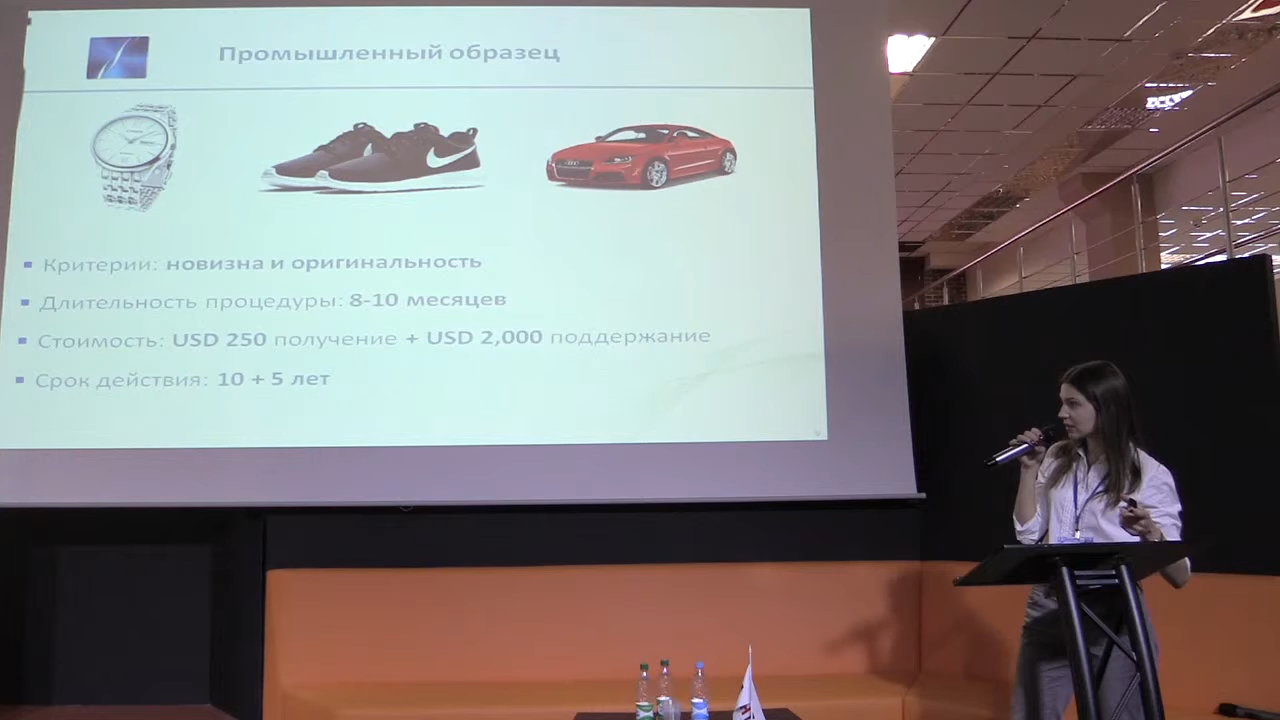 Промышленный образец
Критерии: новизна и оригинальность
Длительность процедуры: 8-10 месяцев
Стоимость: USD 250 получение + USD 2,000 поддержание
Срок действия: 10 + 5 лет